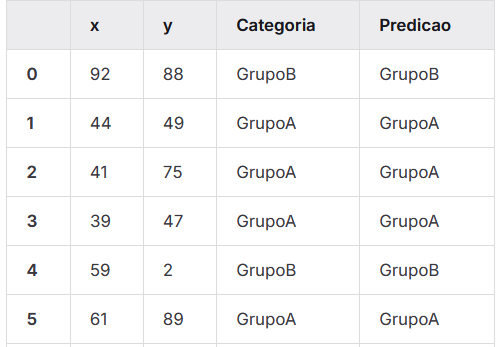 x y Categoria Predicao
0 92 88 GrupoB GrupoB
1 44 49 GrupoA GrupoA
2 41 75 GrupoA GrupoA
3 39 47 GrupoA GrupoA
4 59 2 GrupoB GrupoB
5 61 89 GrupoA GrupoA